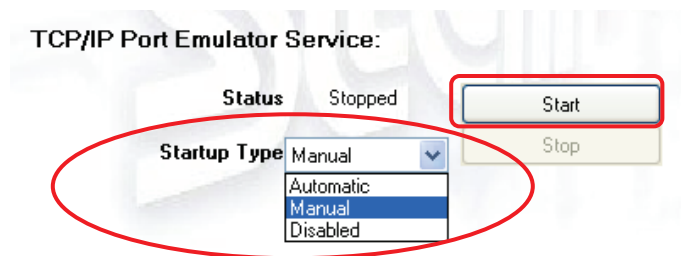 TCP/IP Port Emulator Service:
Status Stopped
Start
Startup Type Manual
Stop
Automatic
Manual
Disabled